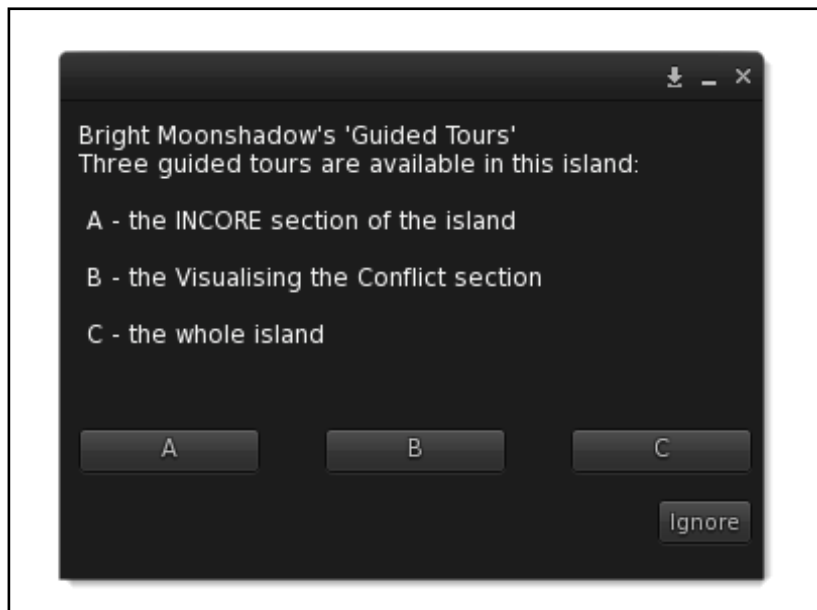 Bright Moonshadow's 'Guided Tours'
Three guided tours are available in this island:
A - the INCORE section of the island
B - the Visualising the Conflict section
C - the whole island
A
B
C
Ignore